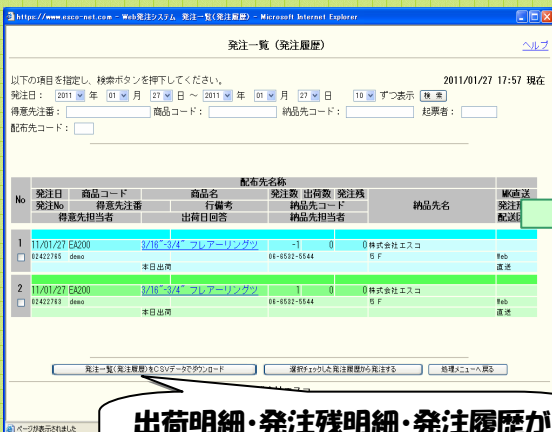 https://www.esco-net.com - Web発注システム 発注一覧(発注履歴) - Microsoft Internet Explorer
発注一覧 (発注履歴)
ヘルプ
以下の項目を指定し、検索ボタンを押下してください。 2011/01/27 17:57 現在
発注日： 2011 年 01 月 27 日 ～ 2011 年 01 月 27 日 10 ずつ表示 検索
得意先注番： 商品コード： 納品先コード： 起票者：
配布先コード：
配布先名称
No 発注日 商品コード 商品名 発注数 出荷数 発注残 納品先名 MK直送
発注No 得意先注番 行備考 納品先コード
得意先担当者 出荷日回答 納品先担当者
1 11/01/27 EA200 3/16"-3/4" フレアーリングツ -1 0 0 株式会社エスコ
02422765 demo 06-6532-5544 5F Web
本日出荷 直送
2 11/01/27 EA200 3/16"-3/4" フレアーリングツ 1 0 0 株式会社エスコ
02422763 demo 06-6532-5544 5F Web
本日出荷 直送
発注一覧(発注履歴)をCSVデータでダウンロード 選択チェックした発注履歴から発注する 処理メニューへ戻る
出荷明細・発注残明細・発注履歴が
ページが表示されました